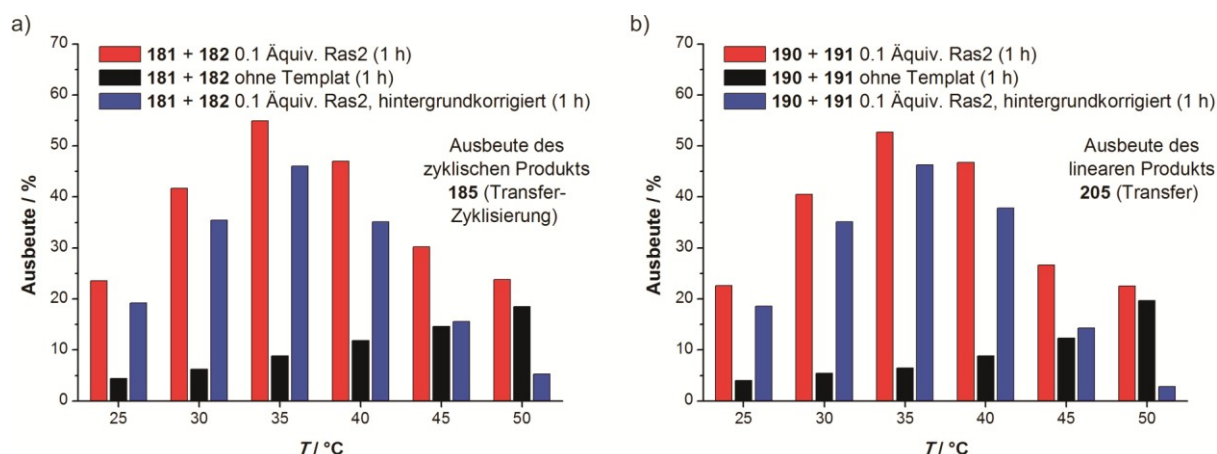 a)
70
60
50
40
30
20
10
0
Ausbeute / %
181 + 182 0.1 Äquiv. Ras2 (1 h)
181 + 182 ohne Templat (1 h)
181 + 182 0.1 Äquiv. Ras2, hintergrundkorrigiert (1 h)
Ausbeute des
zyklischen Produkts
185 (Transfer-
Zyklisierung)
25 30 35 40 45 50
T / °C
b)
70
60
50
40
30
20
10
0
Ausbeute / %
190 + 191 0.1 Äquiv. Ras2 (1 h)
190 + 191 ohne Templat (1 h)
190 + 191 0.1 Äquiv. Ras2, hintergrundkorrigiert (1 h)
Ausbeute des
linearen Produkts
205 (Transfer)
25 30 35 40 45 50
T / °C